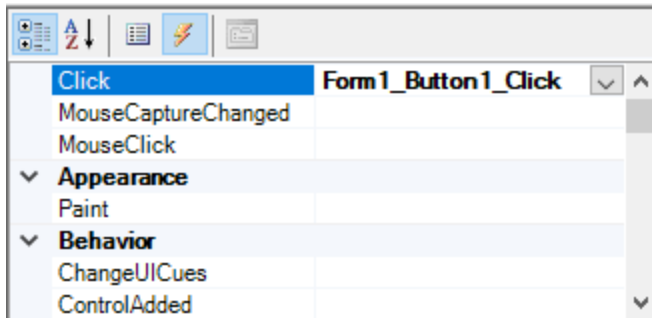 Click Form1_Button1_Click
MouseCaptureChanged
MouseClick
Appearance
Paint
Behavior
ChangeUICues
ControlAdded